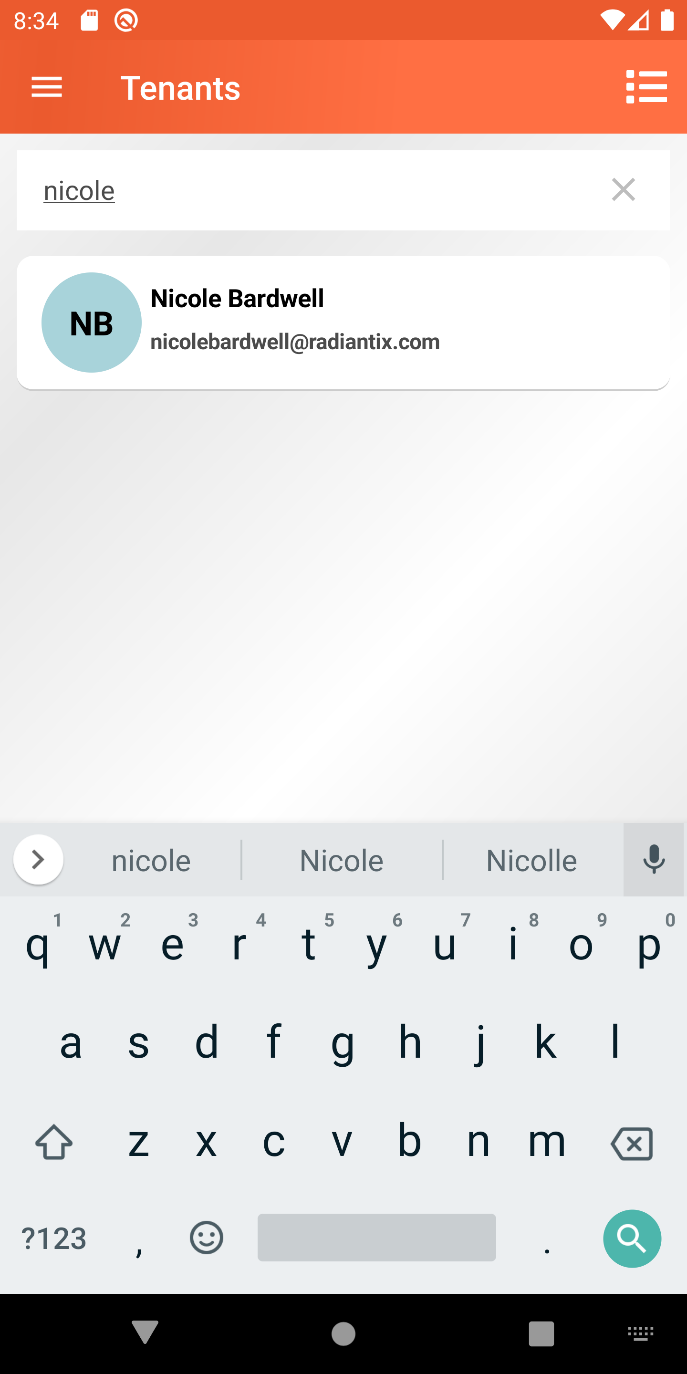 8:34
Tenants
nicole
NB
Nicole Bardwell
nicolebardwell@radiantix.com
nicole Nicole Nicolle
1 2 3 4 5 6 7 8 9 0
q w e r t y u i o p
a s d f g h j k l
z x c v b n m
?123 , .